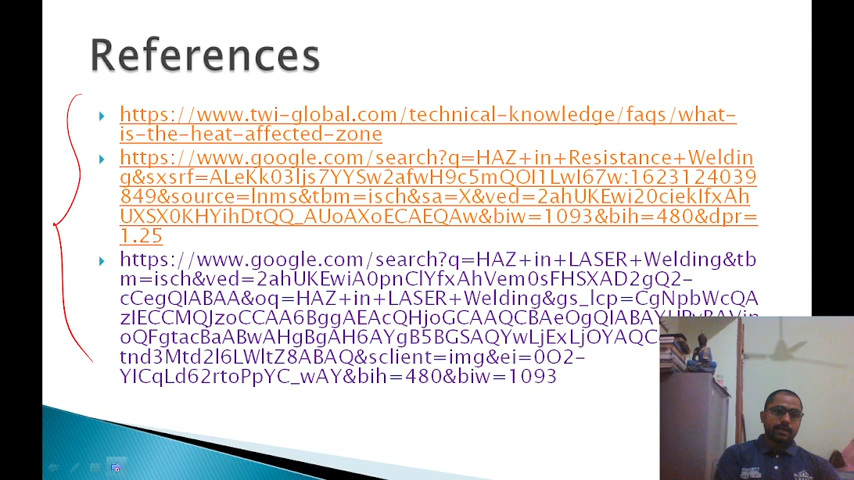 References
https://www.twi-global.com/technical-knowledge/faqs/what-
is-the-heat-affected-zone
https://www.google.com/search?q=HAZ+in+Resistance+Weldin
g&sxsrf=ALeKk03ljs7YYSw2afwH9c5mQOI1Lwl67w:1623124039
849&source=lnms&tbm=isch&sa=X&ved=2ahUKEwi20ciekIfxAh
UXSX0KHYihDtQQ_AUoAXoECAEQAw&biw=1093&bih=480&dpr=
1.25
https://www.google.com/search?q=HAZ+in+LASER+Welding&tb
m=isch&ved=2ahUKEwiA0pnClYfxAhVem0sFHSXAD2gQ2-
cCegQIABAA&oq=HAZ+in+LASER+Welding&gs_lcp=CgNpbWcQA
zIECCMQJzoCCAA6BggAEAcQHjoGCAAQCBAeOgQIABAY
oQFgtacBaABwAHgBgAH6AYgB5BGSAQYwLjExLjOYAQC
tnd3Mtd2l6LWltZ8ABAQ&sclient=img&ei=0O2-
YICqLd62rtoPpYC_wAY&bih=480&biw=1093